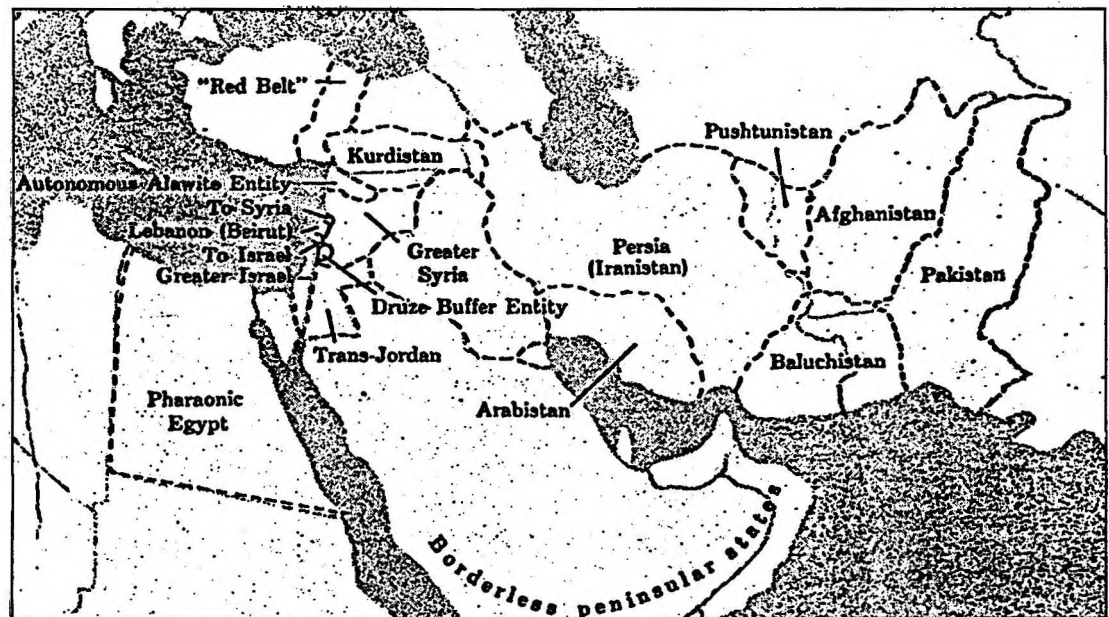 "Red Belt"
Pushtunistan
Kurdistan
Autonomous Alawite Entity
To Syria
Lebanon (Beirut)
To Israel
Greater Israel
Greater
Syria
Druze Buffer Entity
Trans-Jordan
Persia
(Iranistan)
Afghanistan
Pakistan
Baluchistan
Arabistan
Pharaonic
Egypt
Borderless peninsular states